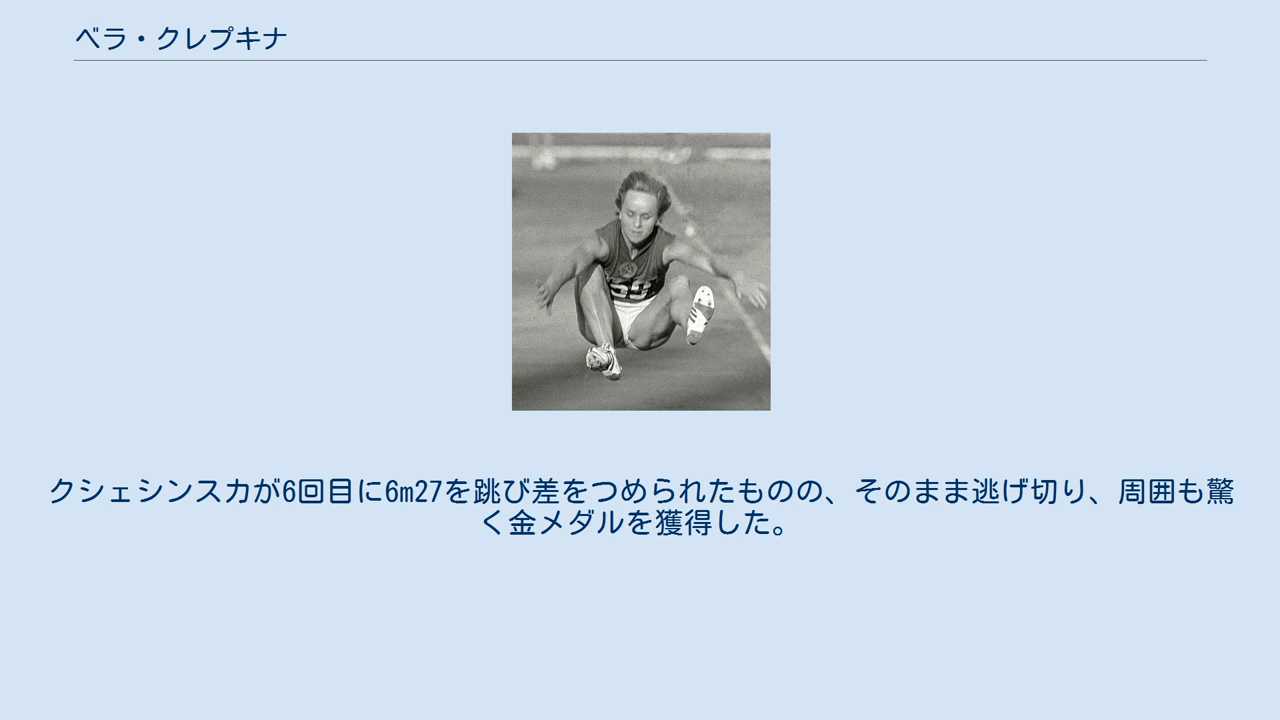 ベラ・クレプキナ
59
クシェシンスカが6回目に6m27を跳び差をつめられたものの、そのまま逃げ切り、周囲も驚
く金メダルを獲得した。